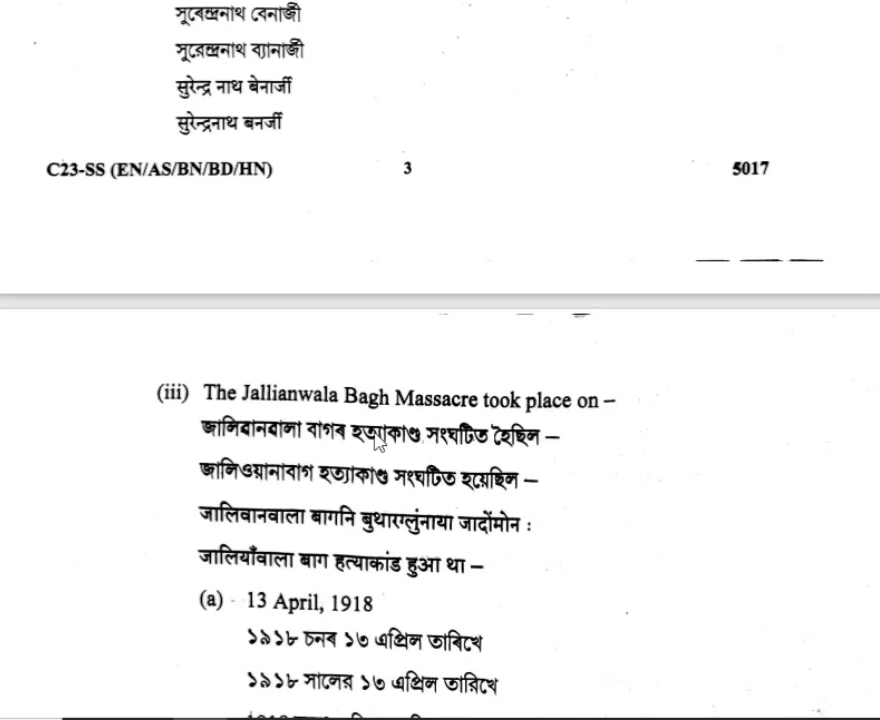 সুৰেন্দ্ৰনাথ বেনাৰ্জী
সুরেন্দ্রনাথ ব্যানার্জী
सुरेन्द्र नाथ बेनार्जी
सुरेन्द्रनाथ बनर्जी
C23-SS (EN/AS/BN/BD/HN) 3 5017
(iii) The Jallianwala Bagh Massacre took place on –
জালিৱানৱালা বাগৰ হত্যাকাণ্ড সংঘটিত হৈছিল –
জালিওয়ানাবাগ হত্যাকাণ্ড সংঘটিত হয়েছিল –
जालिवानवाला बागनि बुथारग्लुंनाया जादोंमोन :
जालियाँवाला बाग हत्याकांड हुआ था –
(a) 13 April, 1918
১৯১৮ চনৰ ১৩ এপ্ৰিল তাৰিখে
১৯১৮ সালের ১৩ এপ্রিল তারিখে